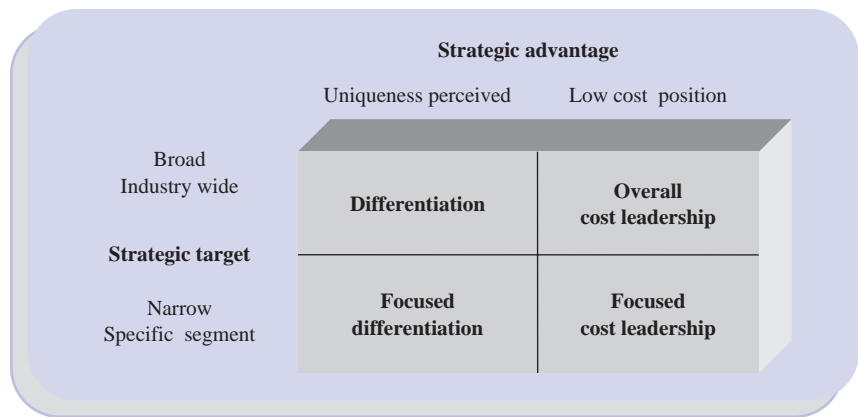 Strategic advantage
Uniqueness perceived
Low cost position
Broad
Industry wide
Differentiation
Overall
cost leadership
Strategic target
Narrow
Specific segment
Focused
differentiation
Focused
cost leadership